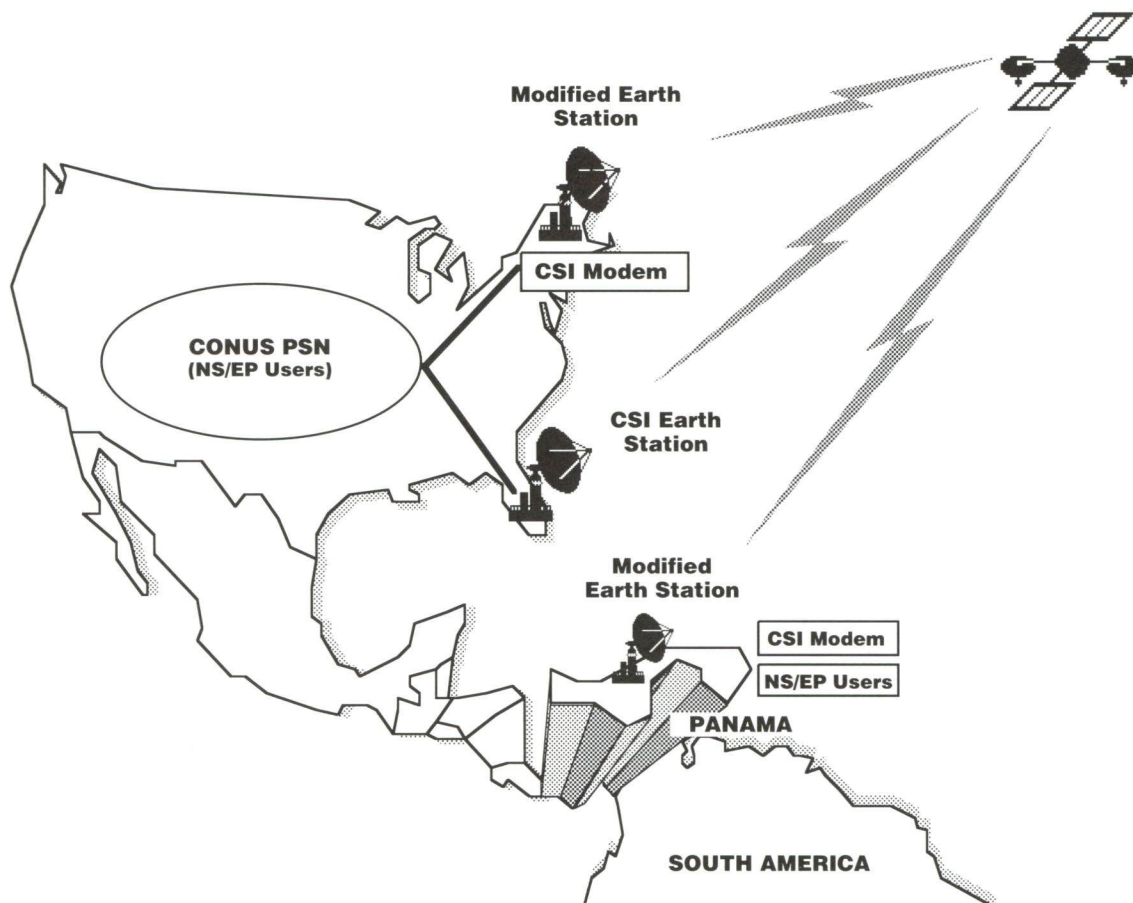 Modified Earth
Station
CSI Modem
CONUS PSN
(NS/EP Users)
CSI Earth
Station
Modified
Earth Station
CSI Modem
NS/EP Users
PANAMA
SOUTH AMERICA